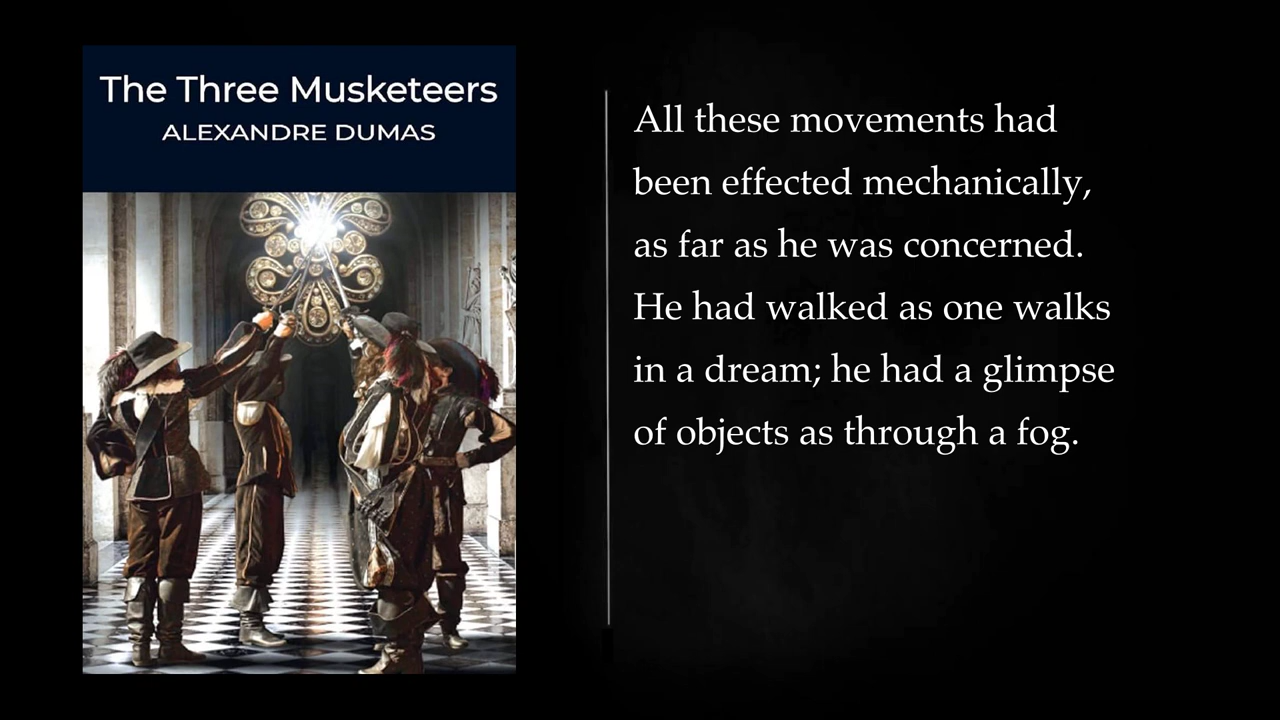 The Three Musketeers
ALEXANDRE DUMAS
All these movements had
been effected mechanically,
as far as he was concerned.
He had walked as one walks
in a dream; he had a glimpse
of objects as through a fog.